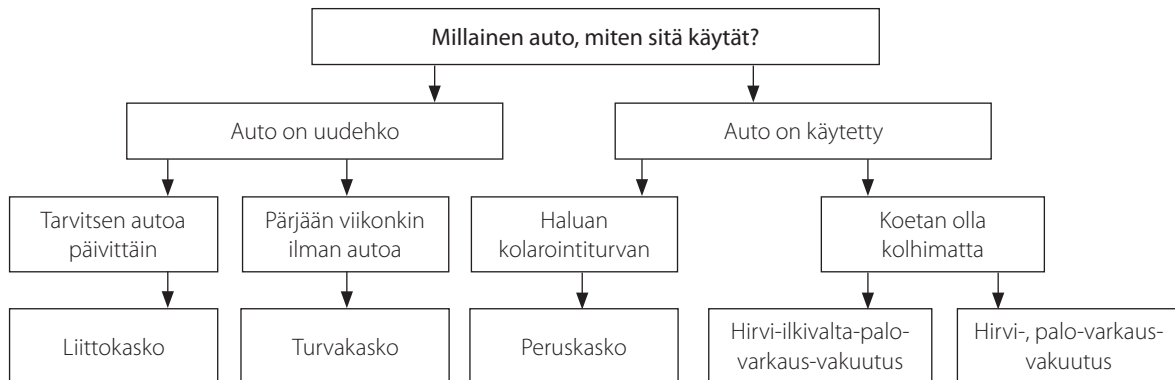 Millainen auto, miten sitä käytät?
Auto on uudehko
Auto on käytetty
Tarvitsen autoa
päivittäin
Pärjään viikonkin
ilman autoa
Haluan
kolarointiturvan
Koetan olla
kolhimatta
Liittokasko
Turvakasko
Peruskasko
Hirvi-ilkivalta-palo-
varkaus-vakuutus
Hirvi-, palo-varkaus-
vakuutus